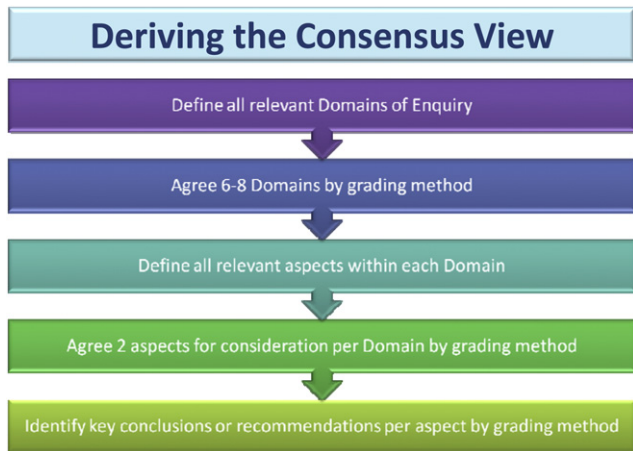 Deriving the Consensus View
Define all relevant Domains of Enquiry
Agree 6-8 Domains by grading method
Define all relevant aspects within each Domain
Agree 2 aspects for consideration per Domain by grading method
Identify key conclusions or recommendations per aspect by grading method